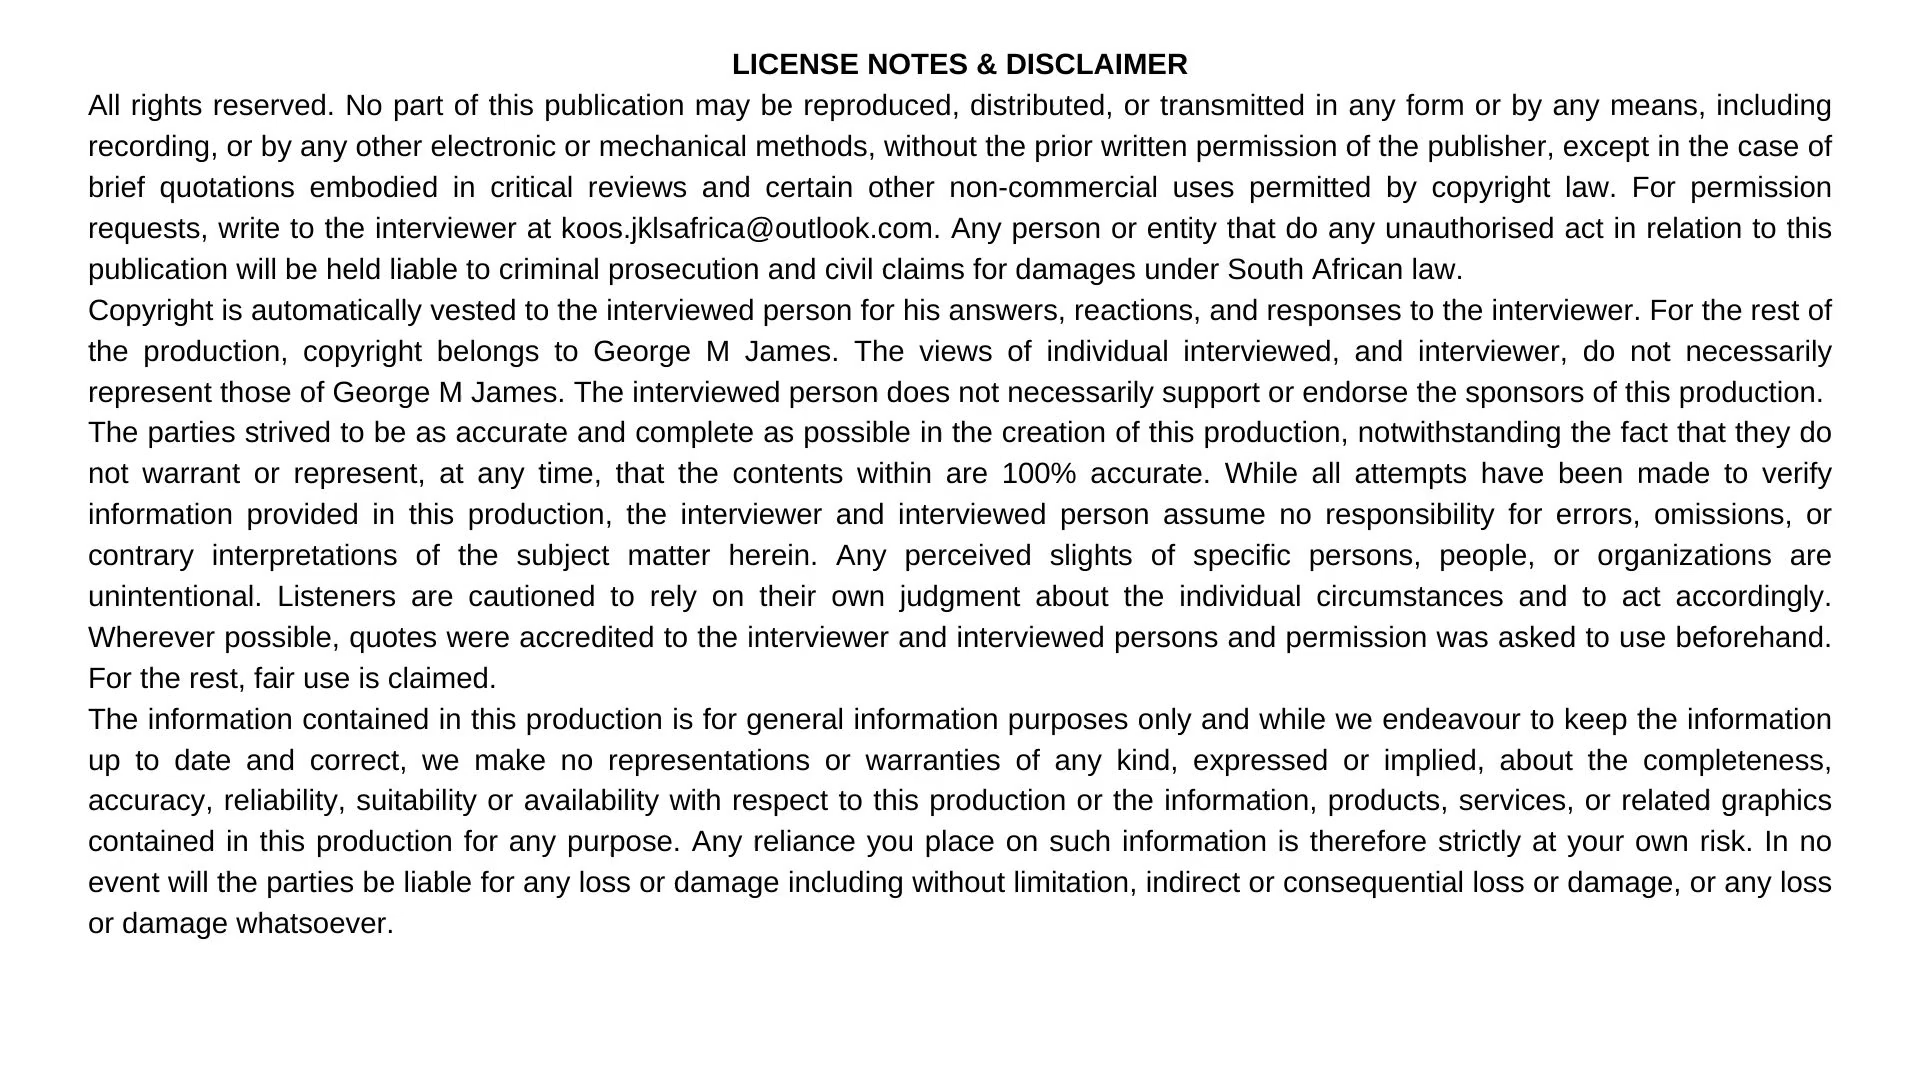 LICENSE NOTES & DISCLAIMER
All rights reserved. No part of this publication may be reproduced, distributed, or transmitted in any form or by any means, including
recording, or by any other electronic or mechanical methods, without the prior written permission of the publisher, except in the case of
brief quotations embodied in critical reviews and certain other non-commercial uses permitted by copyright law. For permission
requests, write to the interviewer at koos.jklsafrica@outlook.com. Any person or entity that do any unauthorised act in relation to this
publication will be held liable to criminal prosecution and civil claims for damages under South African law.
Copyright is automatically vested to the interviewed person for his answers, reactions, and responses to the interviewer. For the rest of
the production, copyright belongs to George M James. The views of individual interviewed, and interviewer, do not necessarily
represent those of George M James. The interviewed person does not necessarily support or endorse the sponsors of this production.
The parties strived to be as accurate and complete as possible in the creation of this production, notwithstanding the fact that they do
not warrant or represent, at any time, that the contents within are 100% accurate. While all attempts have been made to verify
information provided in this production, the interviewer and interviewed person assume no responsibility for errors, omissions, or
contrary interpretations of the subject matter herein. Any perceived slights of specific persons, people, or organizations are
unintentional. Listeners are cautioned to rely on their own judgment about the individual circumstances and to act accordingly.
Wherever possible, quotes were accredited to the interviewer and interviewed persons and permission was asked to use beforehand.
For the rest, fair use is claimed.
The information contained in this production is for general information purposes only and while we endeavour to keep the information
up to date and correct, we make no representations or warranties of any kind, expressed or implied, about the completeness,
accuracy, reliability, suitability or availability with respect to this production or the information, products, services, or related graphics
contained in this production for any purpose. Any reliance you place on such information is therefore strictly at your own risk. In no
event will the parties be liable for any loss or damage including without limitation, indirect or consequential loss or damage, or any loss
or damage whatsoever.